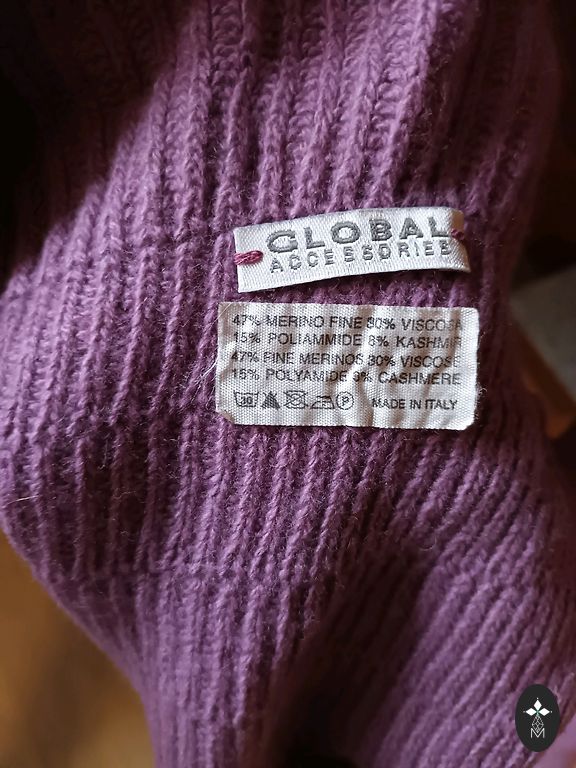 GLOBAL
ACCESSORIES
47% MERINO FINE 30% VISCOSA
15% POLIAMMIDE 8% KASHMIR
47% FINE MERINOS 30% VISCOSE
15% POLYAMIDE 8% CASHMERE
30 P MADE IN ITALY
M